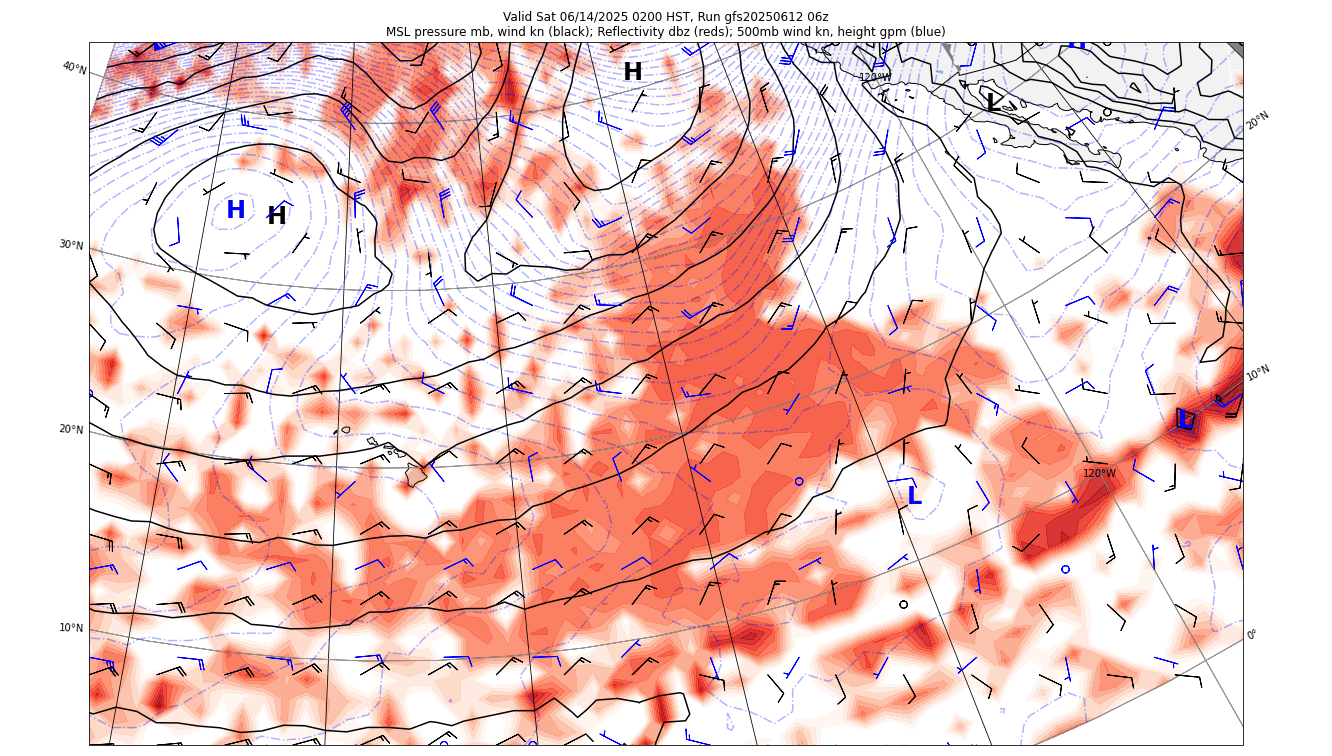 Valid Sat 06/14/2025 0200 HST, Run gfs20250612 06z
MSL pressure mb, wind kn (black); Reflectivity dbz (reds); 500mb wind kn, height gpm (blue)
H
H
40°N
120°W
L
20°N
H
H
30°N
10°N
20°N
L
120°W
L
10°N
0°